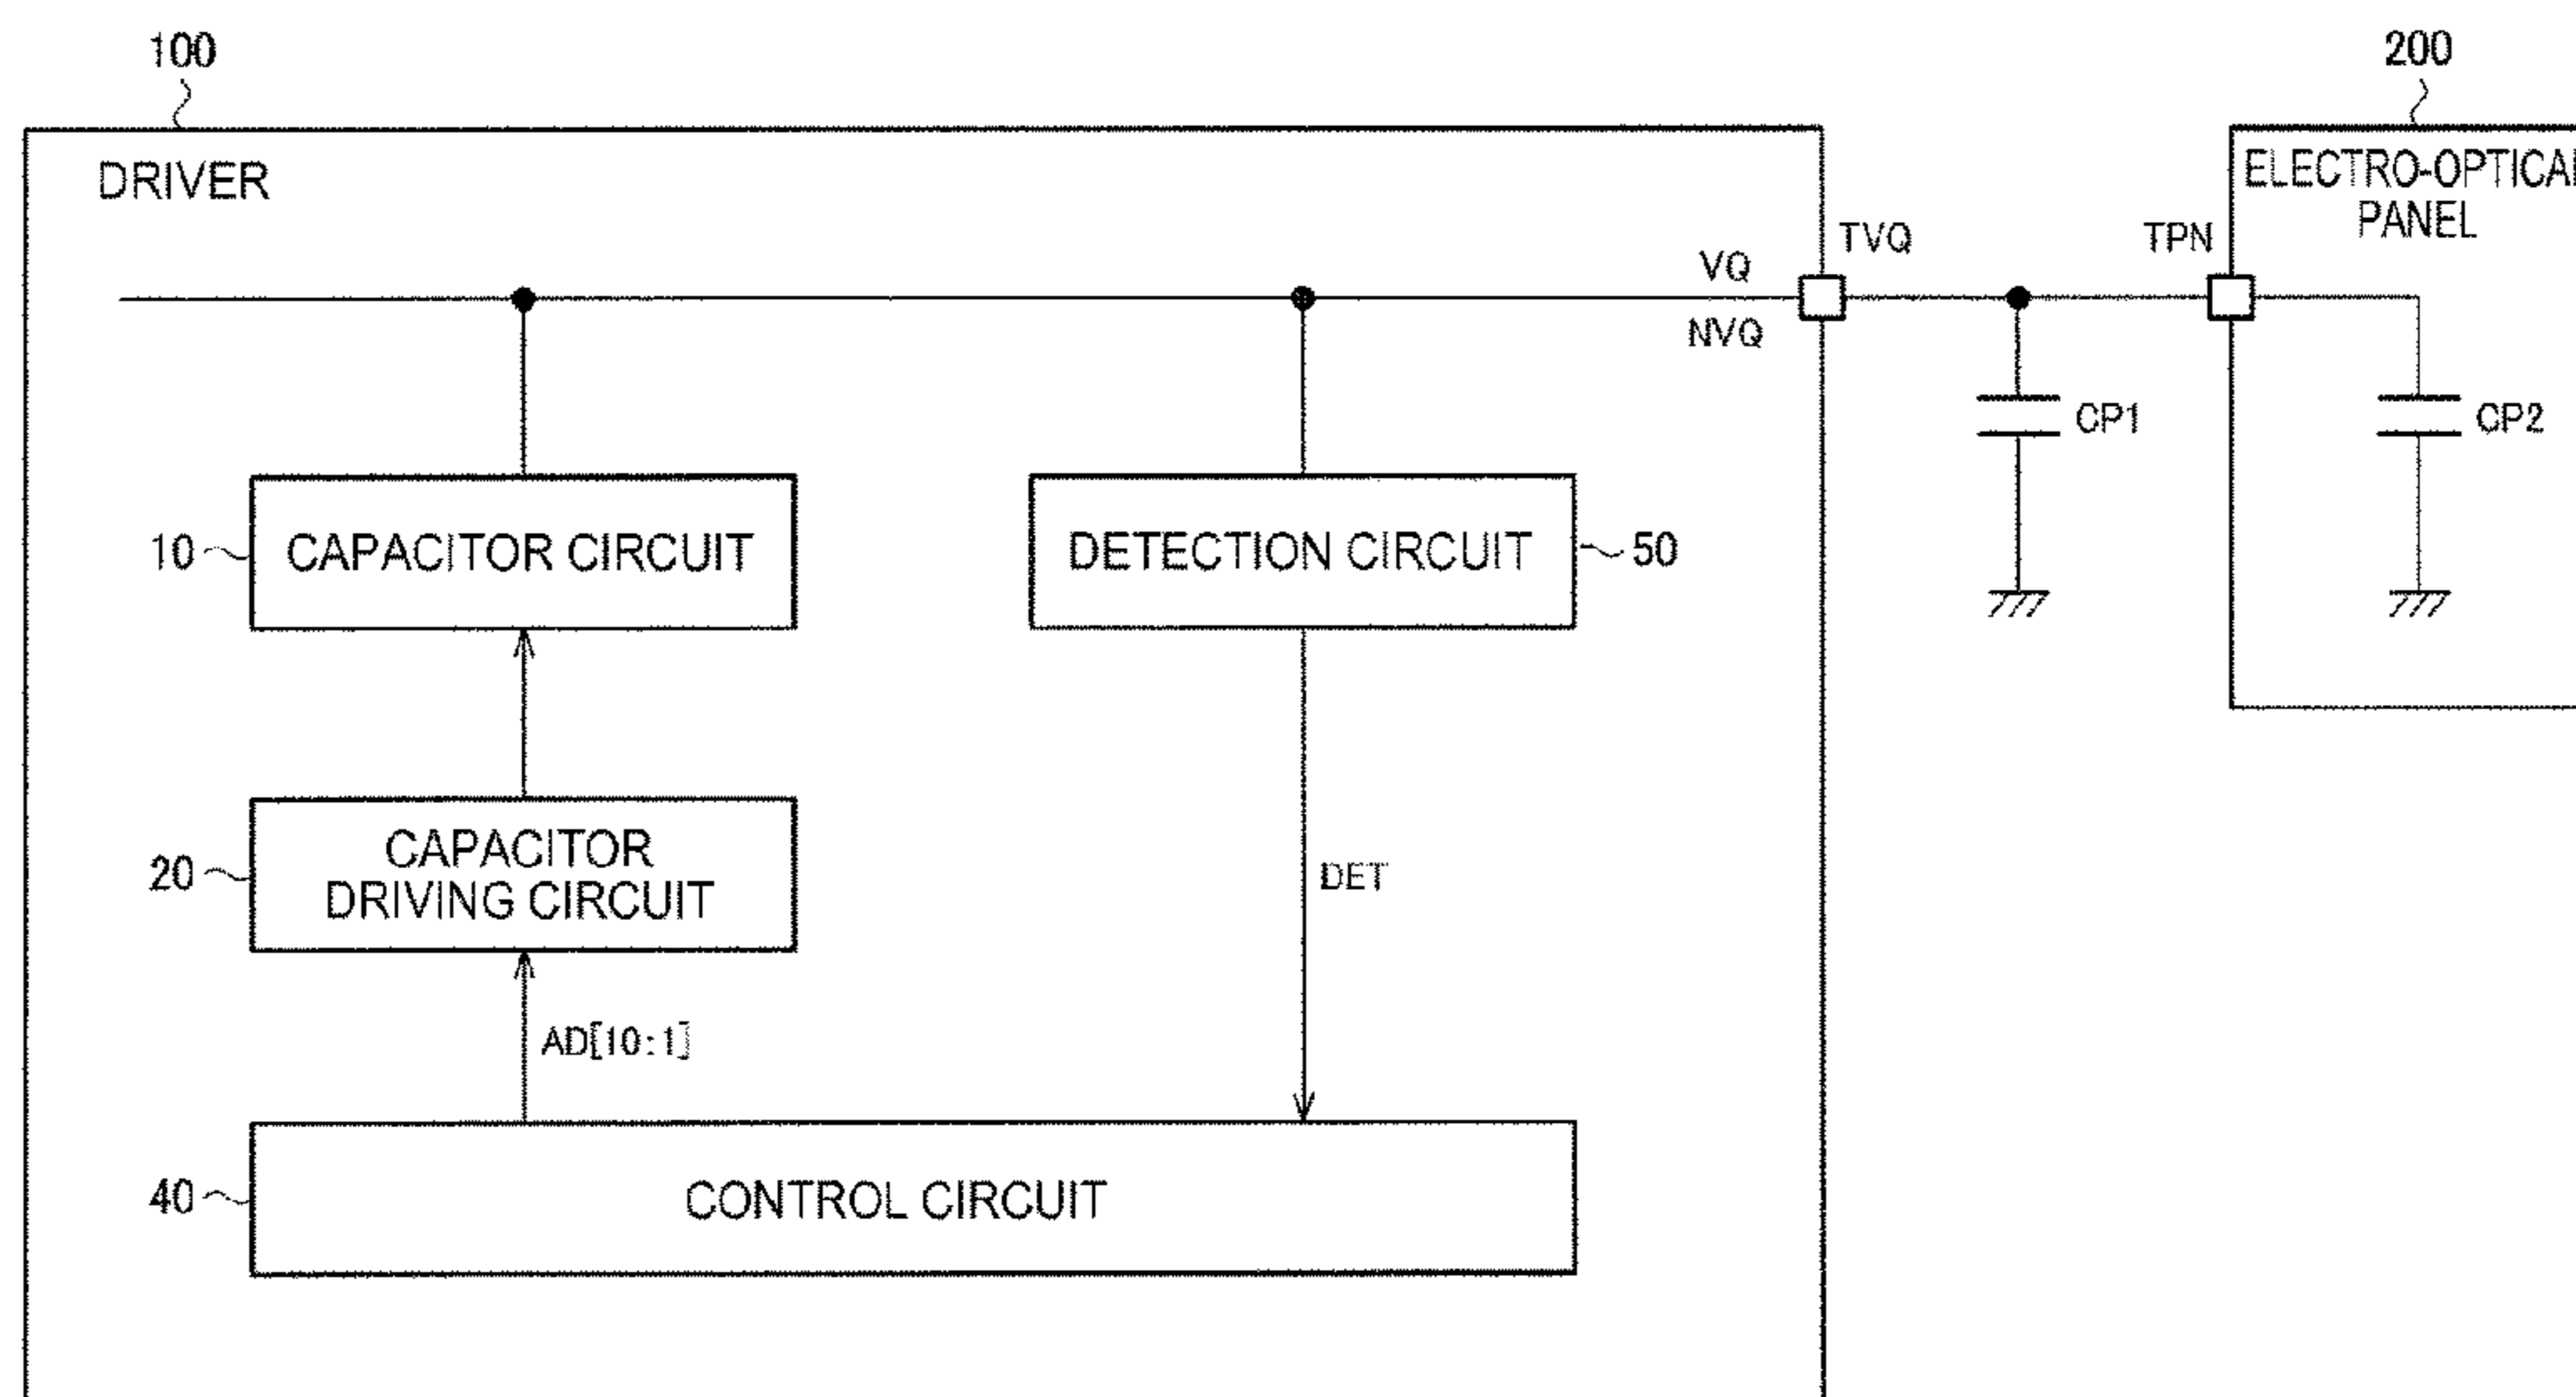 100
200
DRIVER
ELECTRO-OPTICAL
PANEL
TVQ
TPN
VQ
NVQ
CP1
CP2
10
CAPACITOR CIRCUIT
DETECTION CIRCUIT
50
20
CAPACITOR
DRIVING CIRCUIT
DET
AD[10:1]
40
CONTROL CIRCUIT